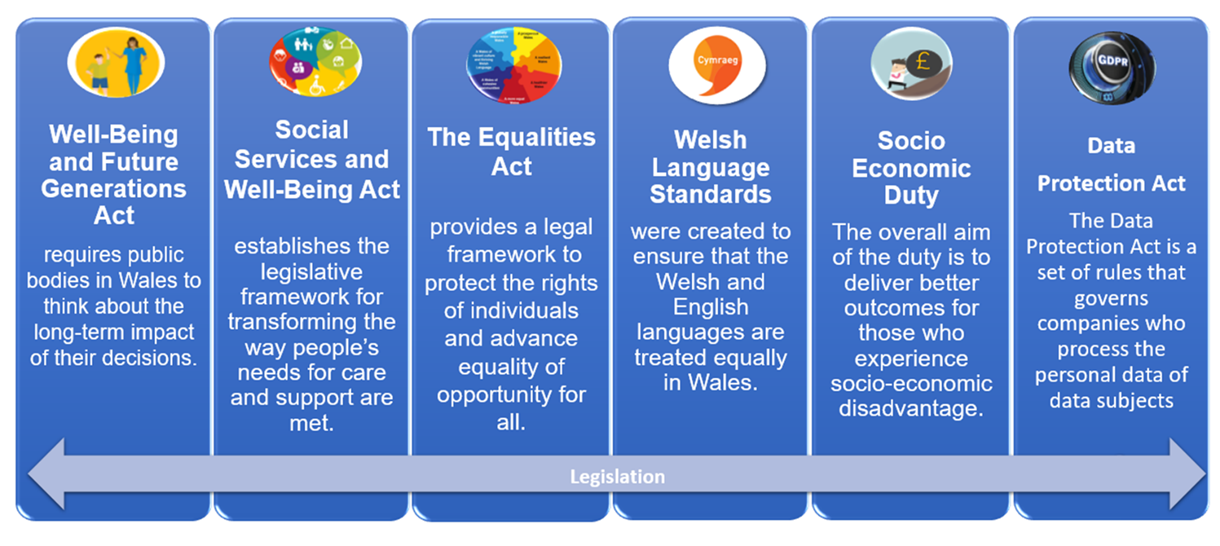 Well-Being
and Future
Generations
Act
requires public
bodies in Wales to
think about the
long-term impact
of their decisions.
Social
Services and
Well-Being Act
establishes the
legislative
framework for
transforming the
way people's
needs for care
and support are
met.
The Equalities
Act
provides a legal
framework to
protect the rights
of individuals
and advance
equality of
opportunity for
all.
Cymraeg
Welsh
Language
Standards
were created to
ensure that the
Welsh and
English
languages are
treated equally
in Wales.
£
Socio
Economic
Duty
The overall aim
of the duty is to
deliver better
outcomes for
those who
experience
socio-economic
disadvantage.
GDPR
Data
Protection Act
The Data
Protection Act is a
set of rules that
governs
companies who
process the
personal data of
data subjects
Legislation